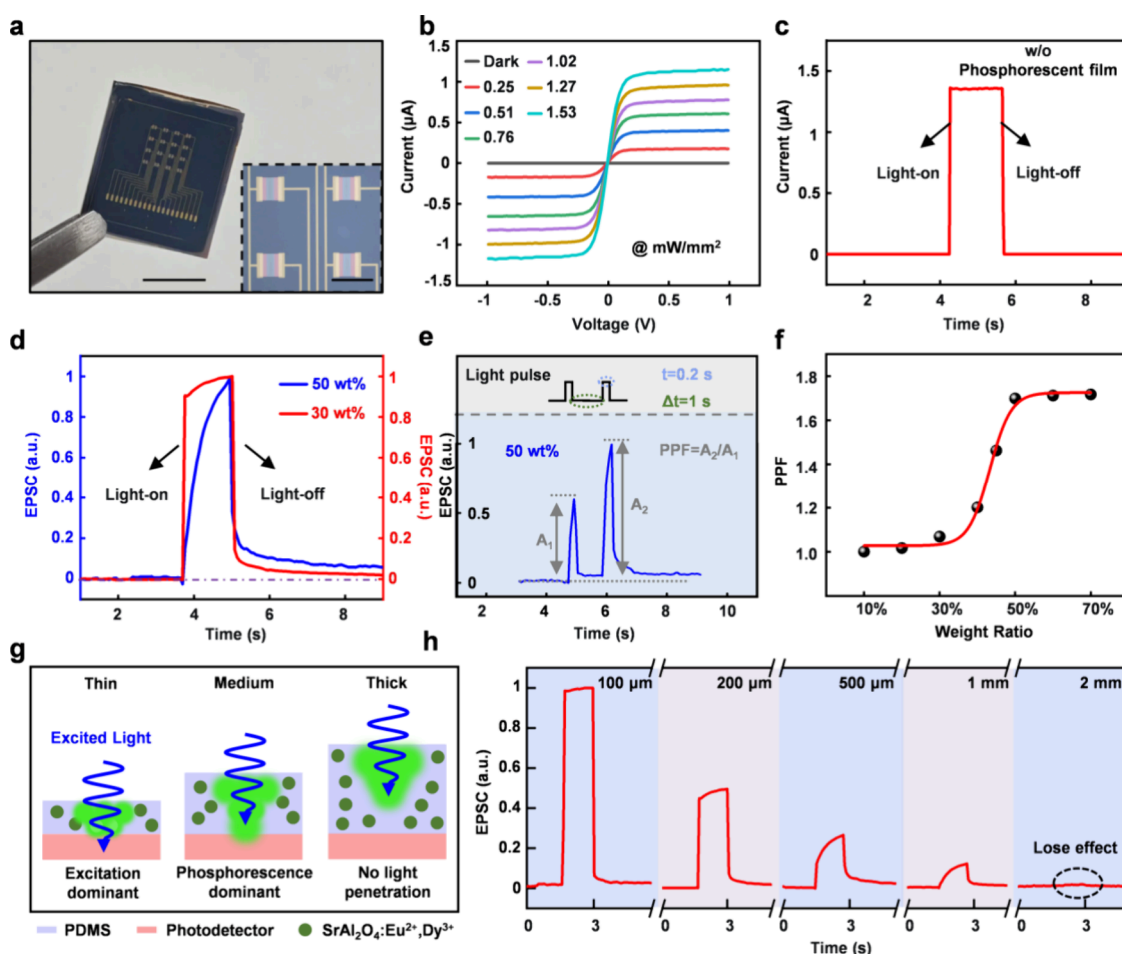 a
b
Dark
0.25
0.51
0.76
1.02
1.27
1.53
@ mW/mm²
Current (µA)
1.5
1.0
0.5
0
-0.5
-1
-1.5
-1
-0.5
0
0.5
1
Voltage (V)
c
w/o
Phosphorescent film
Light-on
Light-off
Current (µA)
1.5
1.0
0.5
0
2
4
6
8
Time (s)
d
50 wt%
30 wt%
Light-on
Light-off
EPSC (a.u.)
1
0.8
0.6
0.4
0.2
0
EPSC (a.u.)
1
0.8
0.6
0.4
0.2
0
2
4
6
8
Time (s)
e
Light pulse
t=0.2 s
Δt=1 s
50 wt%
PPF=A₂/A₁
A₁
A₂
EPSC (a.u.)
1
0.5
0
2
4
6
8
10
Time (s)
f
PPF
1.8
1.6
1.4
1.2
1.0
10%
30%
50%
70%
Weight Ratio
g
Thin
Medium
Thick
Excited Light
Excitation
dominant
Phosphorescence
dominant
No light
penetration
PDMS
Photodetector
SrAl₂O₄:Eu²⁺,Dy³⁺
h
100 µm
200 µm
500 µm
1 mm
2 mm
Lose effect
EPSC (a.u.)
1
0.8
0.6
0.4
0.2
0
0
3
0
3
0
3
0
3
0
3
Time (s)